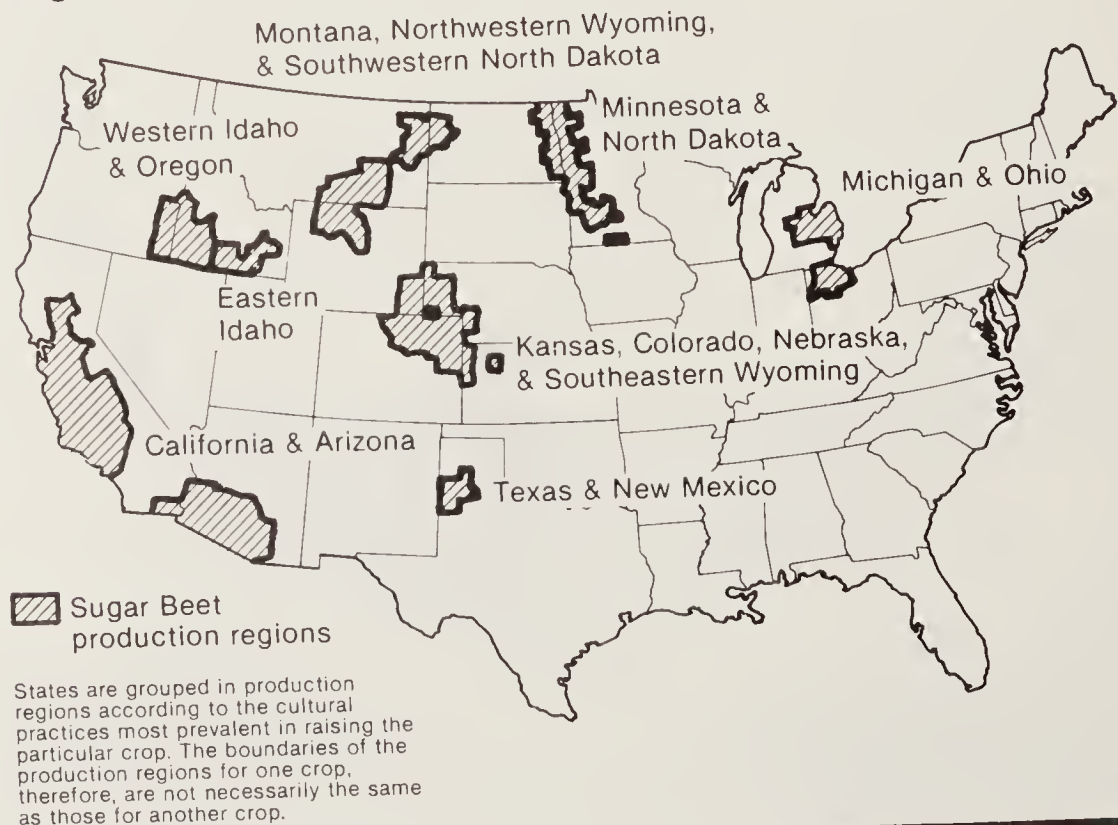 Montana, Northwestern Wyoming,
& Southwestern North Dakota
Minnesota &
North Dakota
Western Idaho
& Oregon
Michigan & Ohio
Eastern
Idaho
Kansas, Colorado, Nebraska,
& Southeastern Wyoming
California & Arizona
Texas & New Mexico
Sugar Beet
production regions
States are grouped in production
regions according to the cultural
practices most prevalent in raising the
particular crop. The boundaries of the
production regions for one crop,
therefore, are not necessarily the same
as those for another crop.